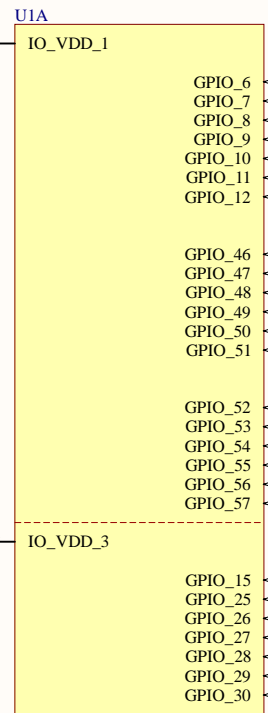 U1A
IO_VDD_1
GPIO_6
GPIO_7
GPIO_8
GPIO_9
GPIO_10
GPIO_11
GPIO_12
GPIO_46
GPIO_47
GPIO_48
GPIO_49
GPIO_50
GPIO_51
GPIO_52
GPIO_53
GPIO_54
GPIO_55
GPIO_56
GPIO_57
IO_VDD_3
GPIO_15
GPIO_25
GPIO_26
GPIO_27
GPIO_28
GPIO_29
GPIO_30